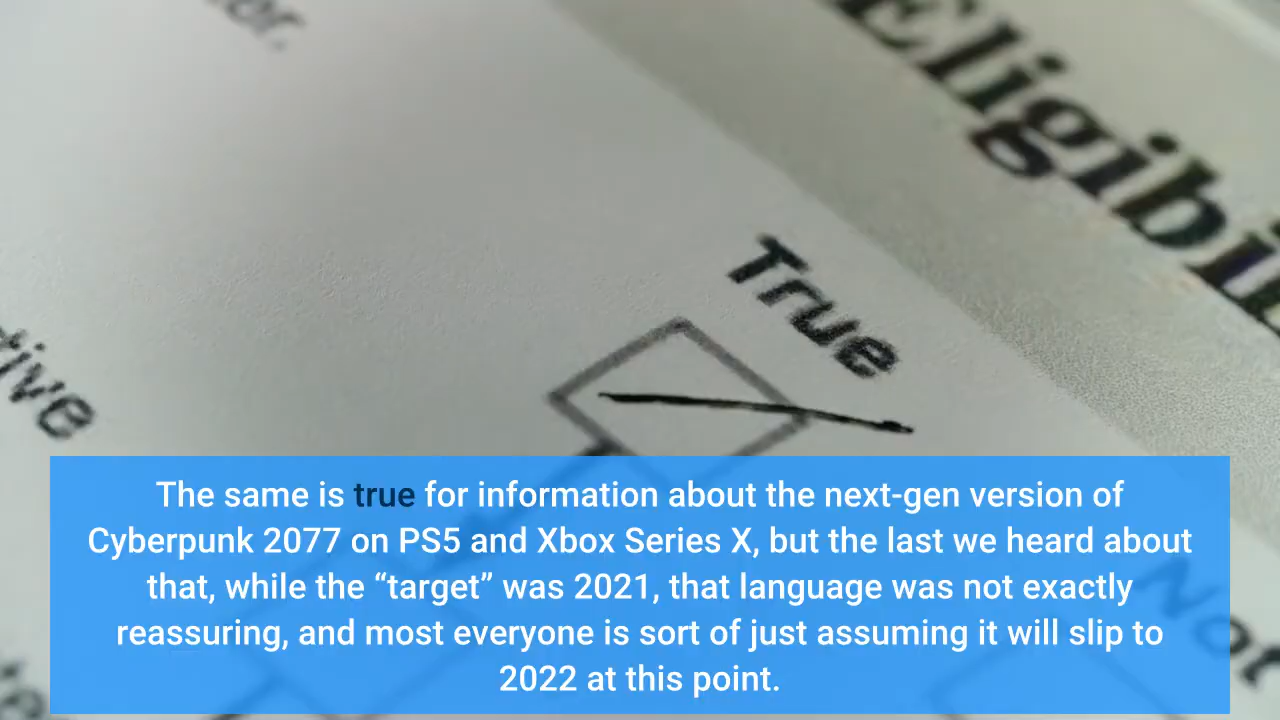 Eligibi
True
The same is true for information about the next-gen version of
Cyberpunk 2077 on PS5 and Xbox Series X, but the last we heard about
that, while the “target” was 2021, that language was not exactly
reassuring, and most everyone is sort of just assuming it will slip to
2022 at this point.
tive
Not